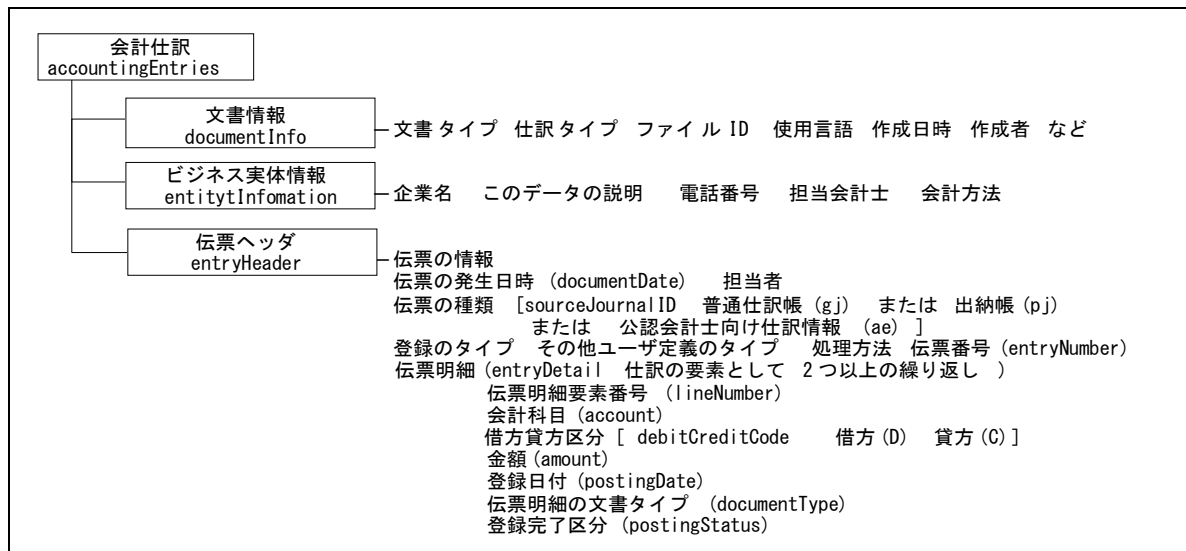 会計仕訳
accountingEntries
文書情報
documentInfo
文書タイプ 仕訳タイプ ファイル ID 使用言語 作成日時 作成者 など
ビジネス実体情報
entitytInfomation
企業名 このデータの説明 電話番号 担当会計士 会計方法
伝票ヘッダ
entryHeader
伝票の情報
伝票の発生日時 (documentDate) 担当者
伝票の種類 [sourceJournalID 普通仕訳帳 (gj) または 出納帳 (pj)
または 公認会計士向け仕訳情報 (ae) ]
登録のタイプ その他ユーザ定義のタイプ 処理方法 伝票番号 (entryNumber)
伝票明細 (entryDetail 仕訳の要素として 2つ以上の繰り返し )
伝票明細要素番号 (lineNumber)
会計科目 (account)
借方貸方区分 [ debitCreditCode 借方 (D) 貸方 (C) ]
金額 (amount)
登録日付 (postingDate)
伝票明細の文書タイプ (documentType)
登録完了区分 (postingStatus)